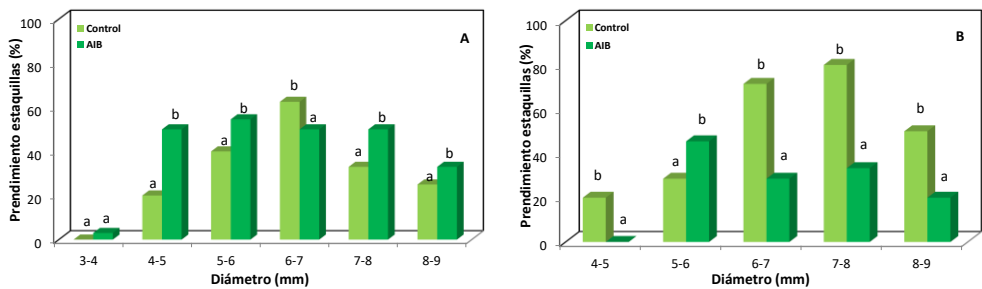 Prendimiento estaquillas (%)
100
80
60
40
20
0
Control
AIB
A
a a
a b
a b
b a
a b
a b
3-4 4-5 5-6 6-7 7-8 8-9
Diámetro (mm)
Prendimiento estaquillas (%)
100
80
60
40
20
0
Control
AIB
B
b a
a b
b a
b a
b a
4-5 5-6 6-7 7-8 8-9
Diámetro (mm)